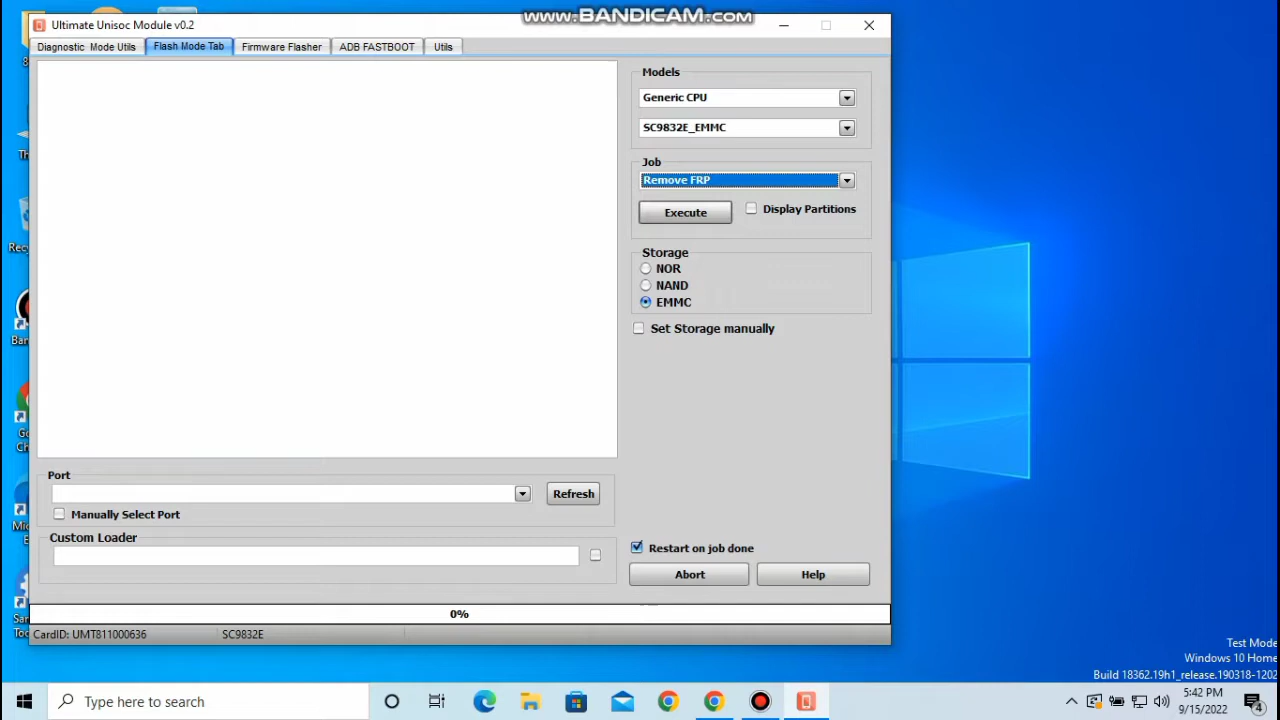 www.BANDICAM.com
Ultimate Unisoc Module v0.2
Diagnostic Mode Utils
Flash Mode Tab
Firmware Flasher
ADB FASTBOOT
Utils
Models
Generic CPU
SC9832E_EMMC
Job
Remove FRP
Execute
Display Partitions
Storage
NOR
NAND
EMMC
Set Storage manually
Port
Refresh
Manually Select Port
Custom Loader
Restart on job done
Abort
Help
0%
CardID: UMT811000636
SC9832E
Test Mode
Windows 10 Home
Build 18362.19h1_release.190318-1202
Type here to search
5:42 PM
9/15/2022
4